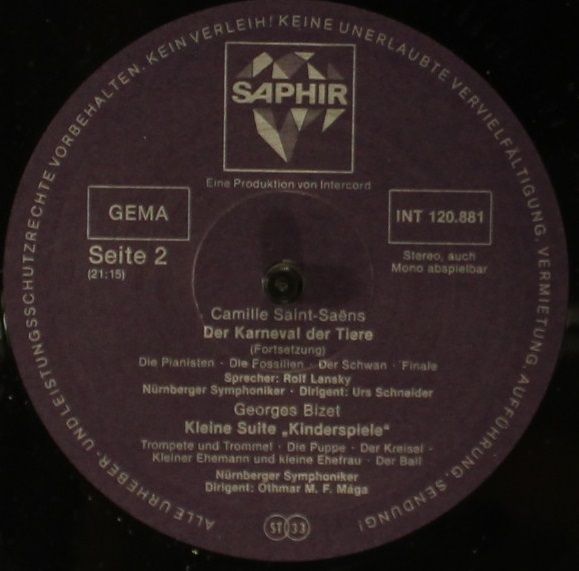 ALLE URHEBER- UND LEISTUNGSSCHUTZRECHTE VORBEHALTEN. KEIN VERLEIH! KEINE UNERLAUBTE VERVIELFÄLTIGUNG, VERMIETUNG, AUFFÜHRUNG, SENDUNG!
SAPHIR
Eine Produktion von Intercord
GEMA
INT 120.881
Seite 2
(21:15)
Stereo, auch
Mono abspielbar
Camille Saint-Saëns
Der Karneval der Tiere
(Fortsetzung)
Die Pianisten · Die Fossilien · Der Schwan · Finale
Sprecher: Rolf Lansky
Nürnberger Symphoniker · Dirigent: Urs Schneider
Georges Bizet
Kleine Suite „Kinderspiele“
Trompete und Trommel · Die Puppe · Der Kreisel ·
Kleiner Ehemann und kleine Ehefrau · Der Ball
Nürnberger Symphoniker
Dirigent: Othmar M. F. Mága
ST 33